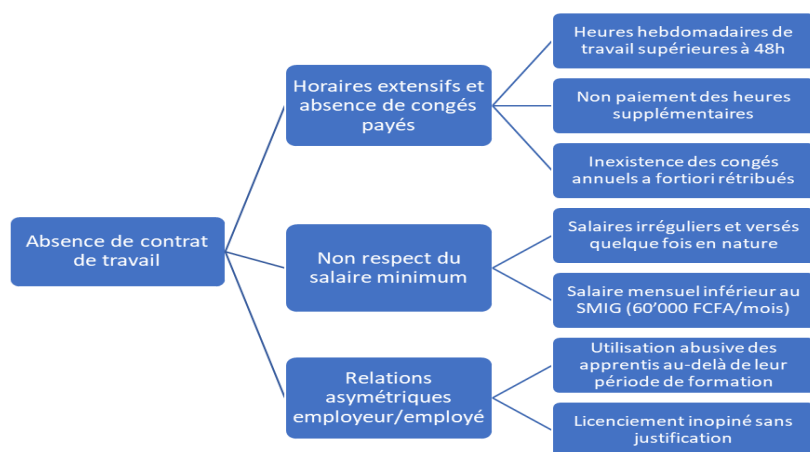 Absence de contrat
de travail
Horaires extensifs et
absence de congés
payés
Heures hebdomadaires de
travail supérieures à 48h
Non paiement des heures
supplémentaires
Inexistence des congés
annuels a fortiori rétribués
Non respect du
salaire minimum
Salaires irréguliers et versés
quelque fois en nature
Salaire mensuel inférieur au
SMIG (60’000 FCFA/mois)
Relations
asymétriques
employeur/employé
Utilisation abusive des
apprentis au-delà de leur
période de formation
Licenciement inopiné sans
justification